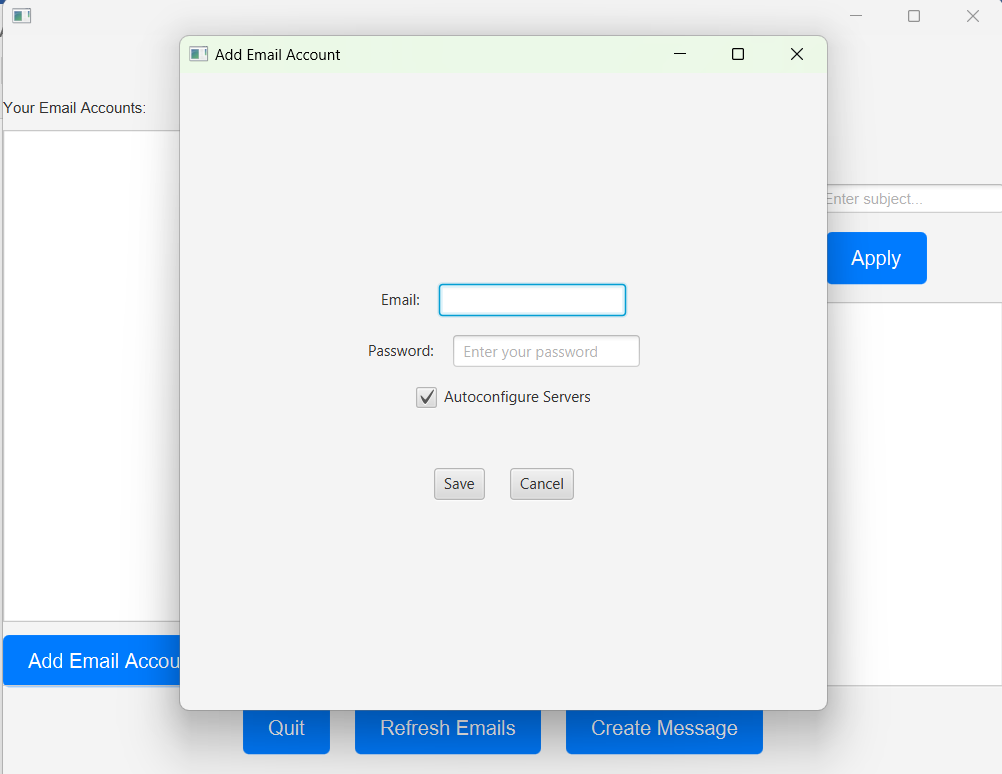 Add Email Account
Your Email Accounts:
Enter subject...
Apply
Email:
Password: Enter your password
Autoconfigure Servers
Save Cancel
Add Email Accou
Quit Refresh Emails Create Message